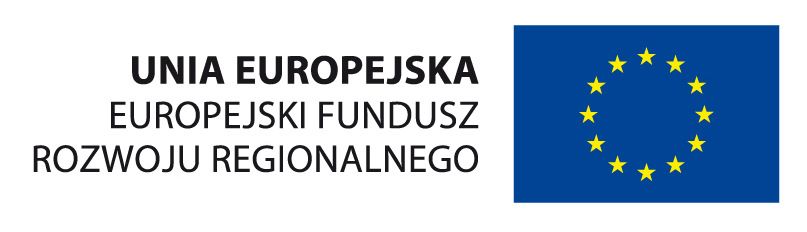 UNIA EUROPEJSKA
EUROPEJSKI FUNDUSZ
ROZWOJU REGIONALNEGO